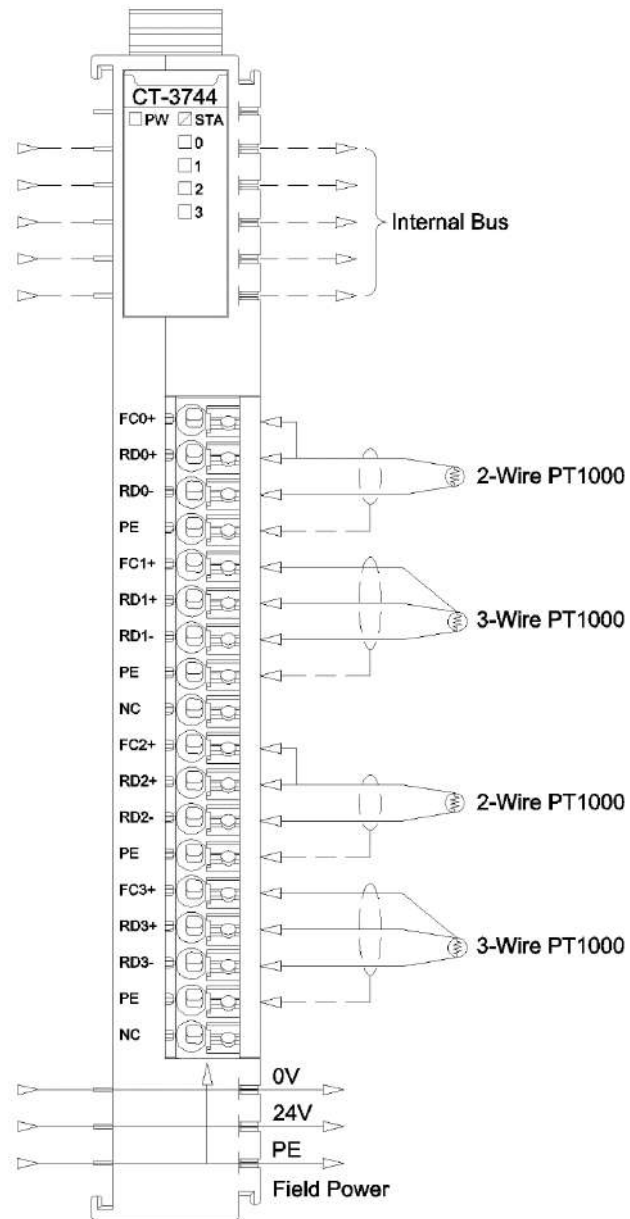 CT-3744
PW STA
0
1
2
3
Internal Bus
FC0+
RD0+
2-Wire PT1000
RD0-
PE
FC1+
RD1+
3-Wire PT1000
RD1-
PE
NC
FC2+
RD2+
2-Wire PT1000
RD2-
PE
FC3+
RD3+
3-Wire PT1000
RD3-
PE
NC
0V
24V
PE
Field Power